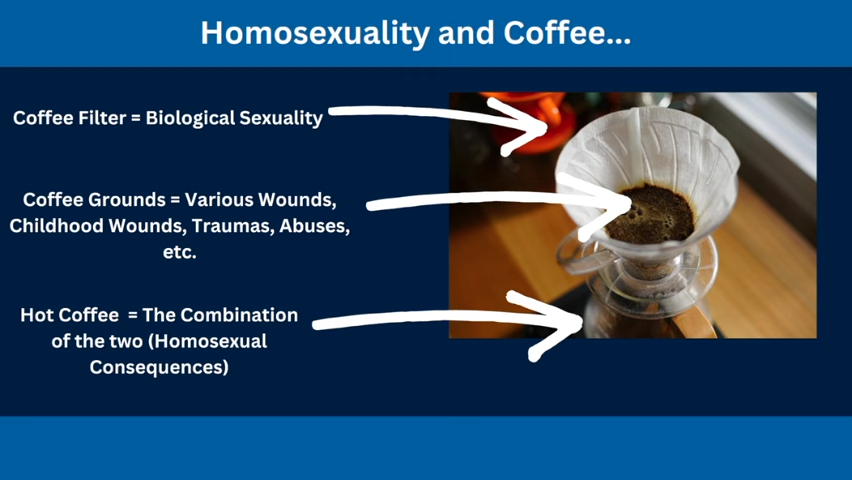 Homosexuality and Coffee...
Coffee Filter = Biological Sexuality
Coffee Grounds = Various Wounds,
Childhood Wounds, Traumas, Abuses,
etc.
Hot Coffee = The Combination
of the two (Homosexual
Consequences)